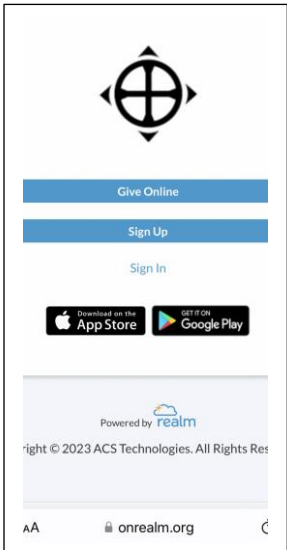 Give Online
Sign Up
Sign In
Download on the
App Store
GET IT ON
Google Play
Powered by realm
right © 2023 ACS Technologies. All Rights Res
AA
onrealm.org